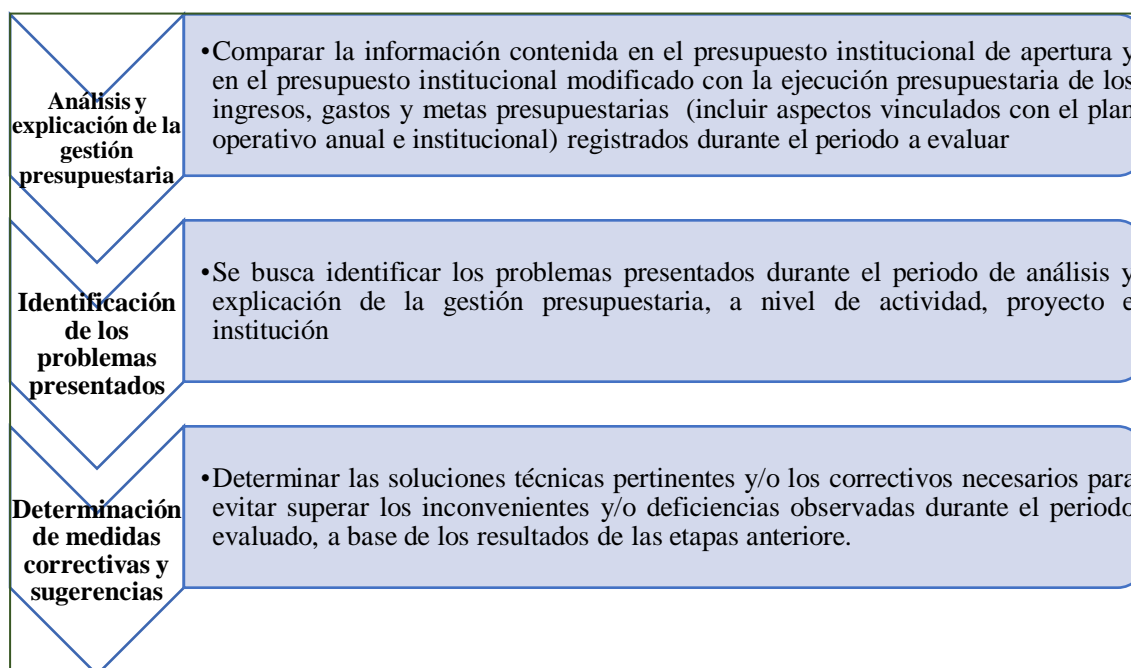 Análisis y
explicación de la
gestión
presupuestaria
•Comparar la información contenida en el presupuesto institucional de apertura y
en el presupuesto institucional modificado con la ejecución presupuestaria de los
ingresos, gastos y metas presupuestarias (incluir aspectos vinculados con el plan
operativo anual e institucional) registrados durante el periodo a evaluar
Identificación
de los
problemas
presentados
•Se busca identificar los problemas presentados durante el periodo de análisis y
explicación de la gestión presupuestaria, a nivel de actividad, proyecto e
institución
Determinación
de medidas
correctivas y
sugerencias
•Determinar las soluciones técnicas pertinentes y/o los correctivos necesarios para
evitar superar los inconvenientes y/o deficiencias observadas durante el periodo
evaluado, a base de los resultados de las etapas anteriore.